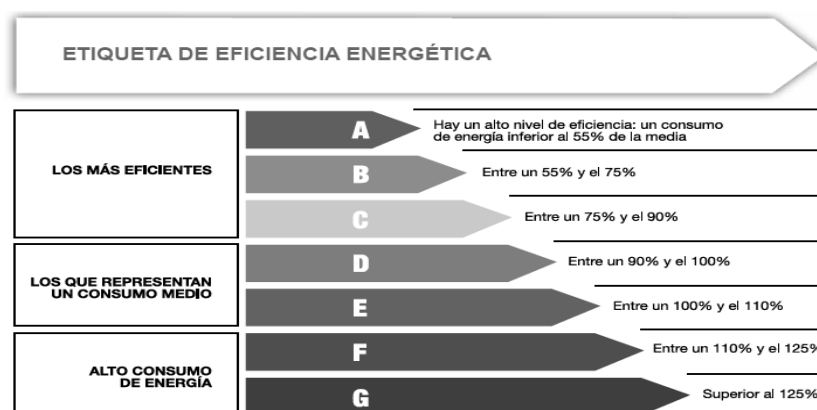 ETIQUETA DE EFICIENCIA ENERGÉTICA
LOS MÁS EFICIENTES
A
Hay un alto nivel de eficiencia: un consumo
de energía inferior al 55% de la media
B
Entre un 55% y el 75%
C
Entre un 75% y el 90%
LOS QUE REPRESENTAN
UN CONSUMO MEDIO
D
Entre un 90% y el 100%
E
Entre un 100% y el 110%
ALTO CONSUMO
DE ENERGÍA
F
Entre un 110% y el 125%
G
Superior al 125%